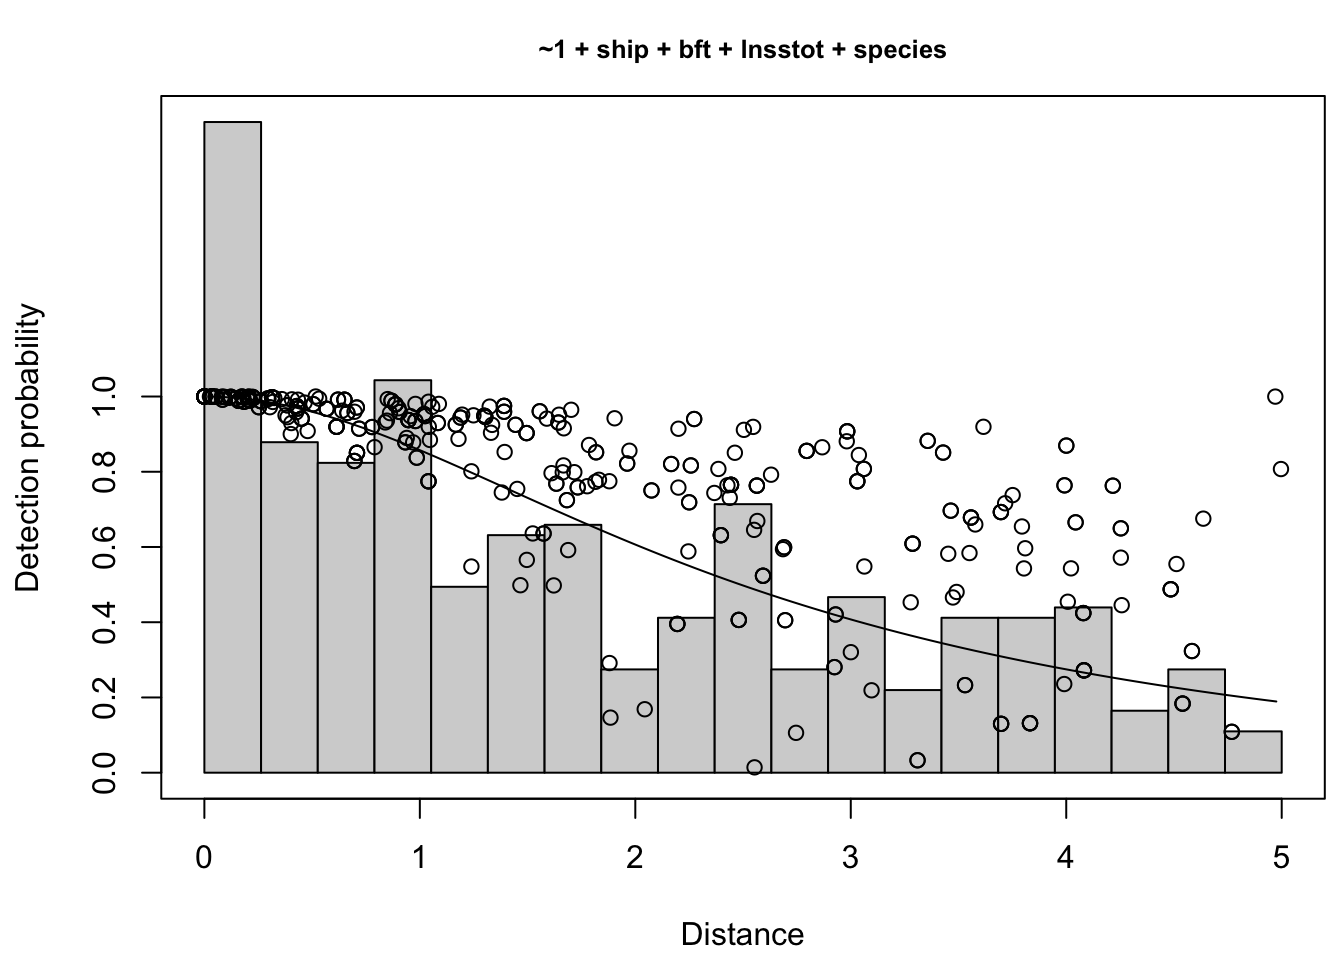 ~1 + ship + bft + lnsstot + species
Detection probability
1.0
0.8
0.6
0.4
0.2
0.0
0 1 2 3 4 5
Distance